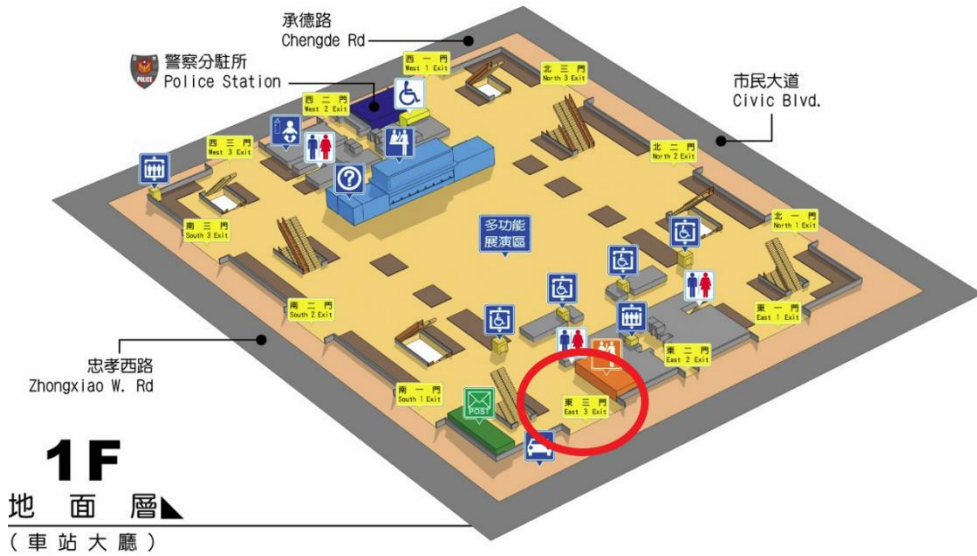 承德路
Chengde Rd
警察分駐所
Police Station
POLICE
西一門
West 1 Exit
北三門
North 3 Exit
市民大道
Civic Blvd.
西二門
West 2 Exit
西三門
West 3 Exit
北二門
North 2 Exit
?
南三門
South 3 Exit
多功能
展演區
北一門
North 1 Exit
南二門
South 2 Exit
東一門
East 1 Exit
忠孝西路
Zhongxiao W. Rd
東二門
East 2 Exit
南一門
South 1 Exit
東三門
East 3 Exit
POST
1F
地面層
(車站大廳)